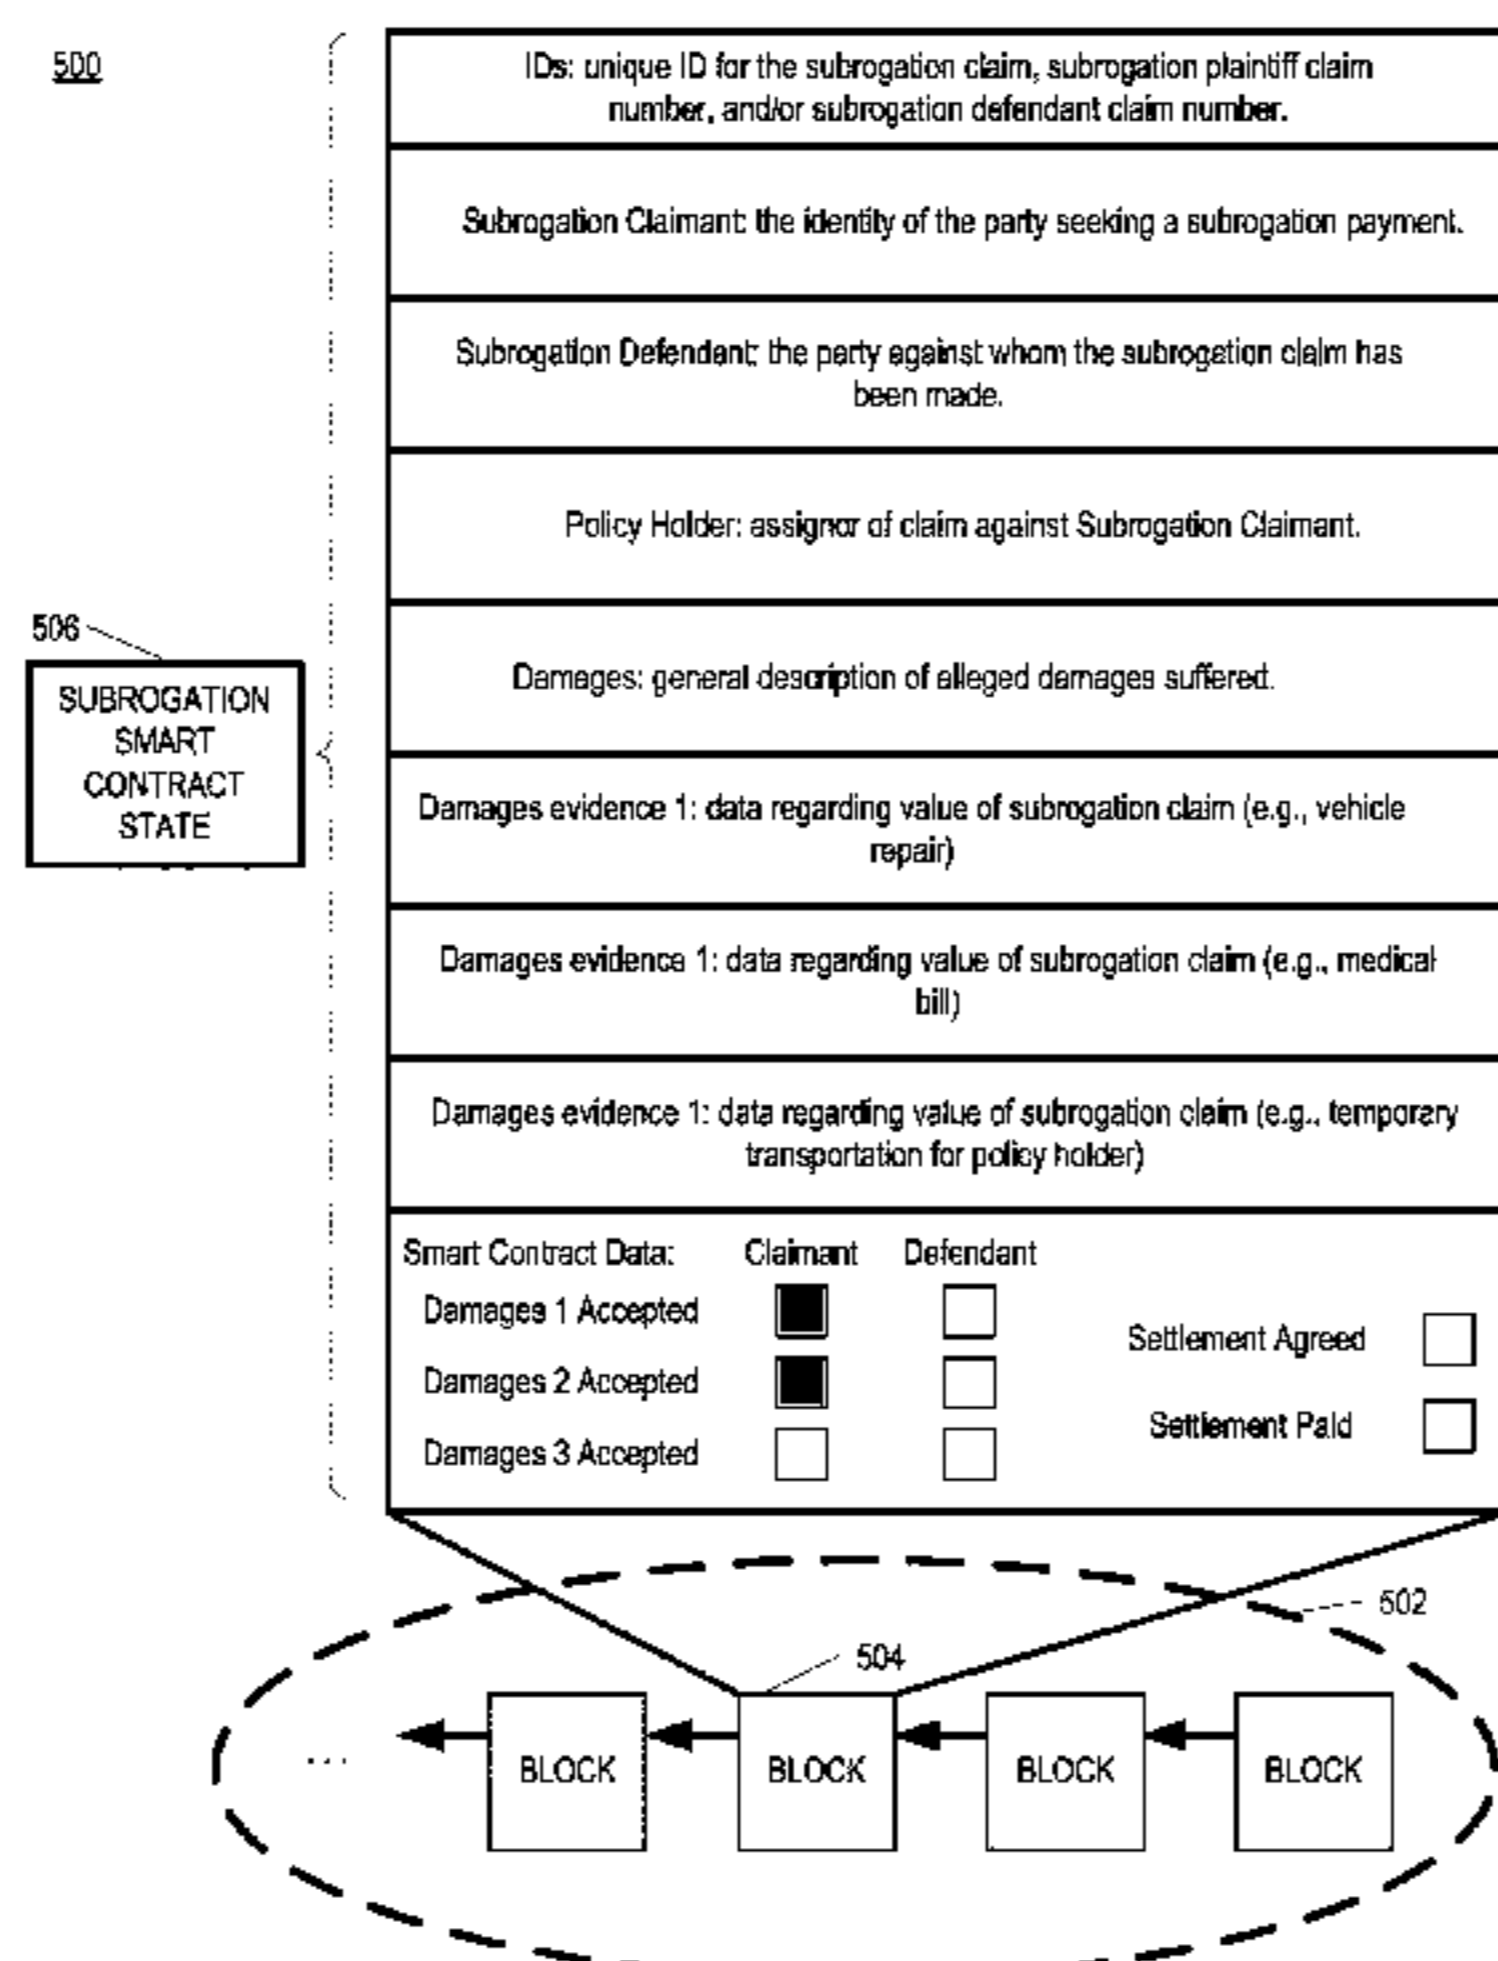 500
IDs: unique ID for the subrogation claim, subrogation plaintiff claim
number, and/or subrogation defendant claim number.
Subrogation Claimant: the identity of the party seeking a subrogation payment.
Subrogation Defendant: the party against whom the subrogation claim has
been made.
Policy Holder: assignor of claim against Subrogation Claimant.
506
SUBROGATION
SMART
CONTRACT
STATE
Damages: general description of alleged damages suffered.
Damages evidence 1: data regarding value of subrogation claim (e.g., vehicle
repair)
Damages evidence 1: data regarding value of subrogation claim (e.g., medical
bill)
Damages evidence 1: data regarding value of subrogation claim (e.g., temporary
transportation for policy holder)
Smart Contract Data: Claimant Defendant
Damages 1 Accepted
Damages 2 Accepted
Damages 3 Accepted
Settlement Agreed
Settlement Paid
502
504
...
BLOCK BLOCK BLOCK BLOCK